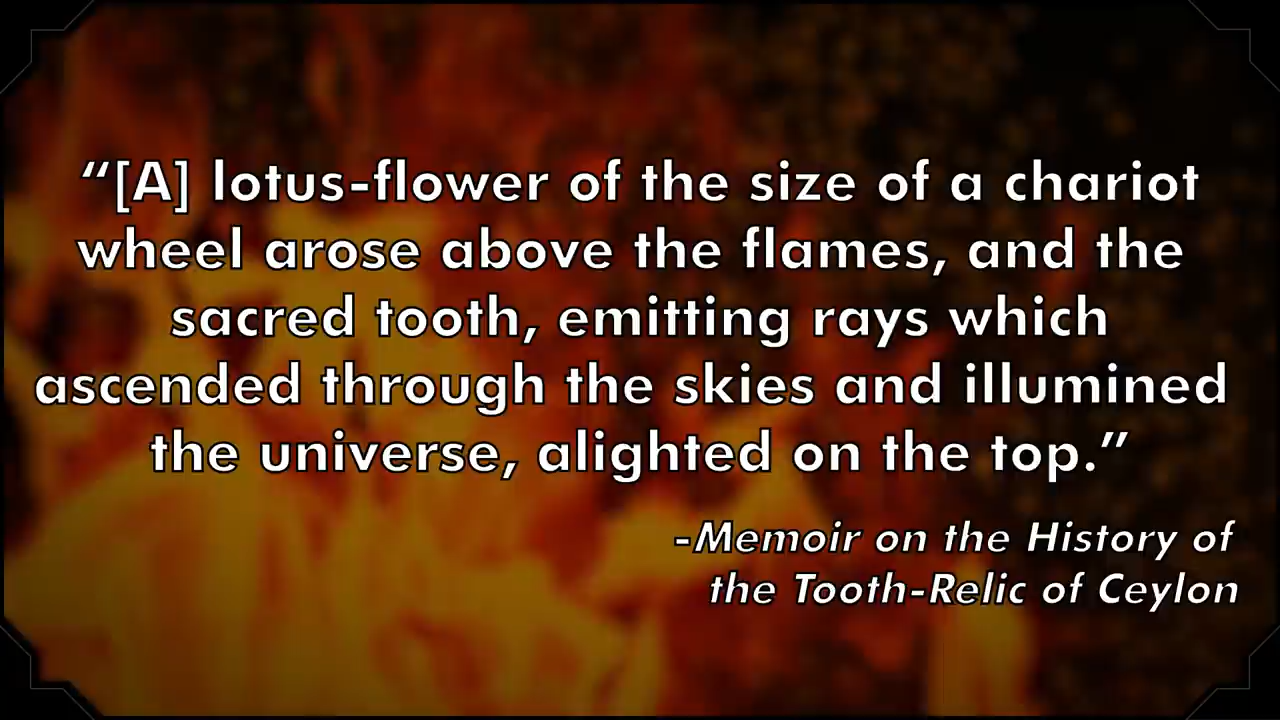 “[A] lotus-flower of the size of a chariot
wheel arose above the flames, and the
sacred tooth, emitting rays which
ascended through the skies and illumined
the universe, alighted on the top.”
-Memoir on the History of
the Tooth-Relic of Ceylon